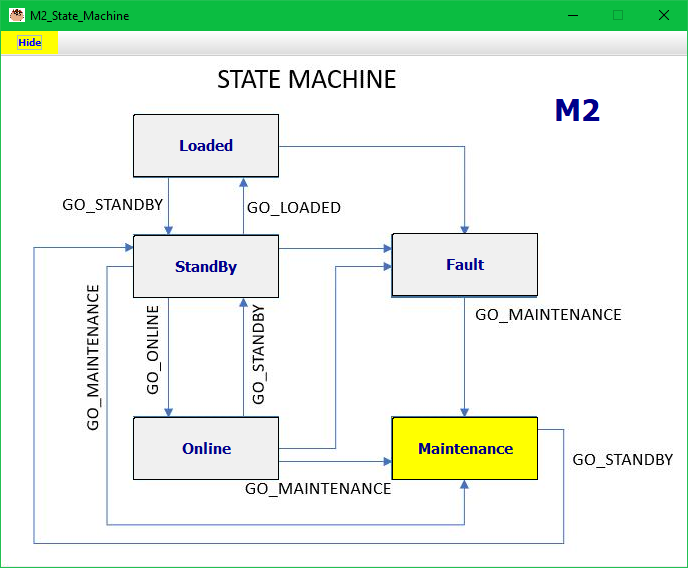 M2_State_Machine
Hide
STATE MACHINE
M2
Loaded
GO_STANDBY
GO_LOADED
StandBy
Fault
GO_MAINTENANCE
GO_ONLINE
GO_STANDBY
GO_MAINTENANCE
Online
Maintenance
GO_STANDBY
GO_MAINTENANCE